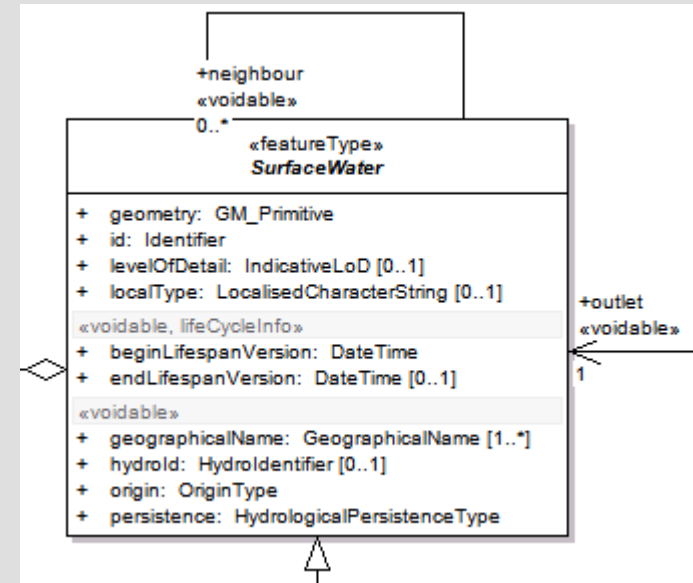 +neighbour
«voidable»
0..*
«featureType»
SurfaceWater
+ geometry: GM_Primitive
+ id: Identifier
+ levelOfDetail: IndicativeLoD [0..1]
+ localType: LocalisedCharacterString [0..1]
«voidable, lifeCycleInfo»
+ beginLifespanVersion: DateTime
+ endLifespanVersion: DateTime [0..1]
«voidable»
+ geographicalName: GeographicalName [1..*]
+ hydroId: HydroIdentifier [0..1]
+ origin: OriginType
+ persistence: HydrologicalPersistenceType
+outlet
«voidable»
1